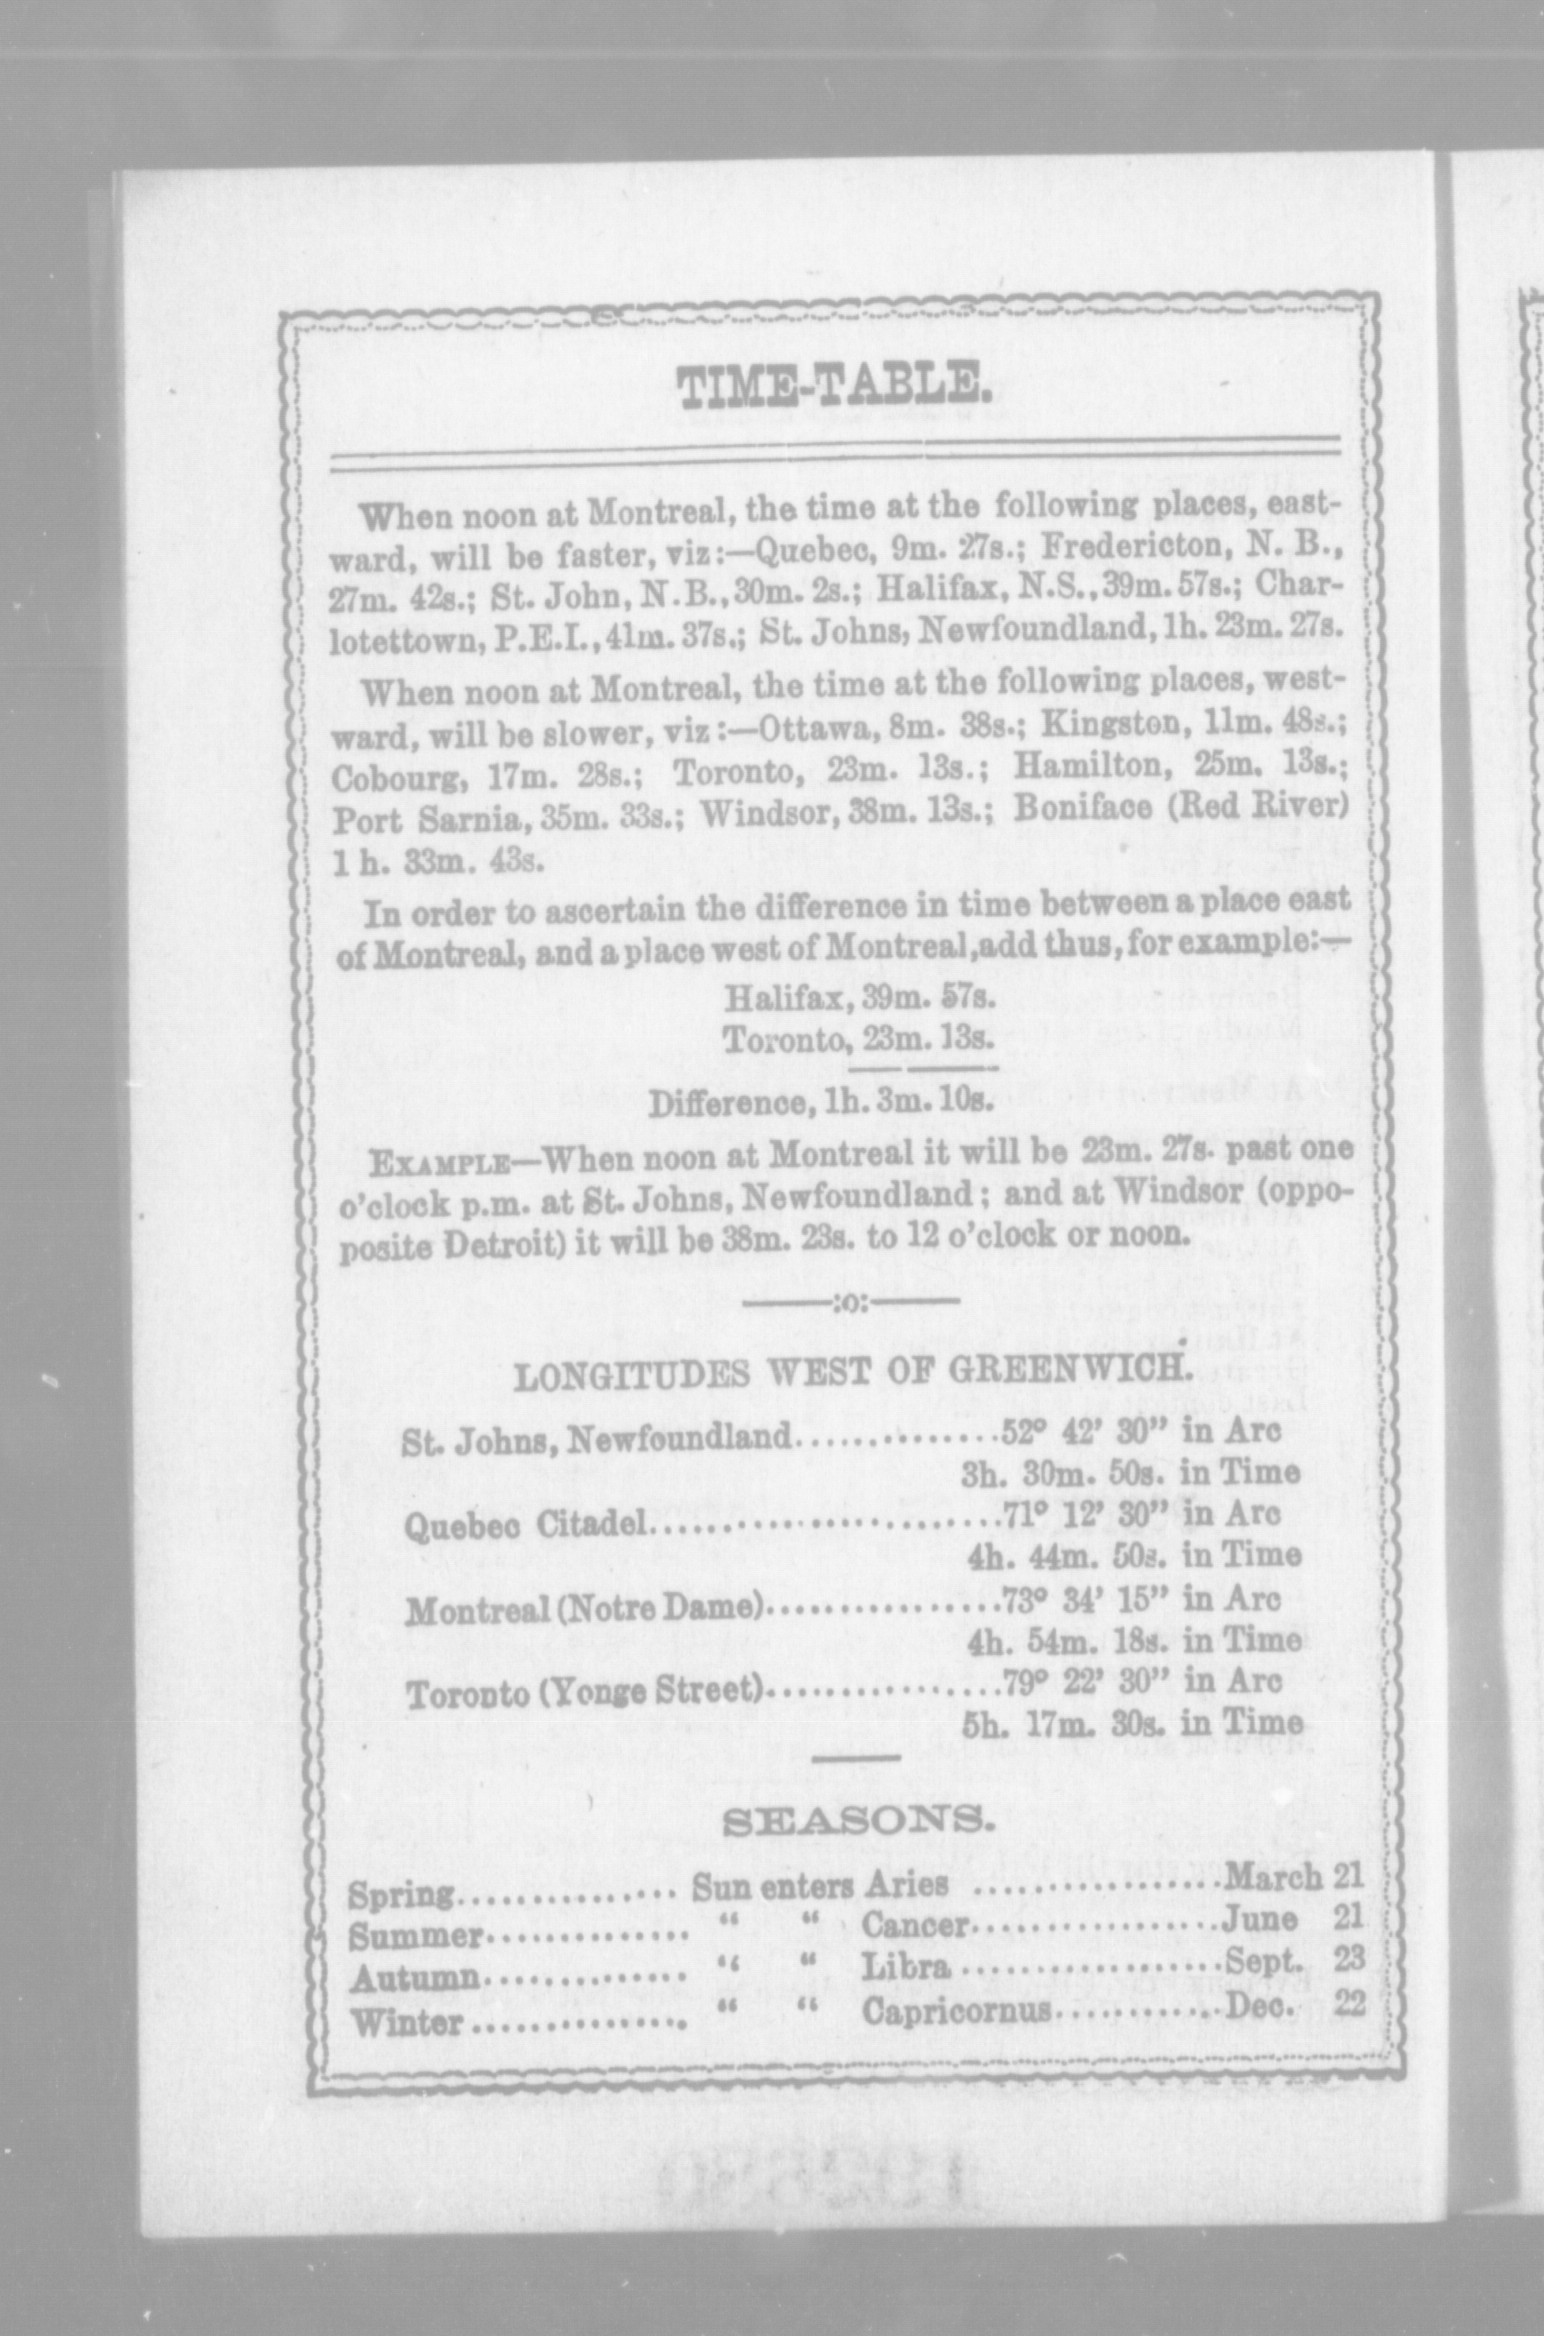 TIME-TABLE.
When noon at Montreal, the time at the following places, east-
ward, will be faster, viz:—Quebec, 9m. 27s.; Fredericton, N. B.,
27m. 42s.; St. John, N.B., 30m. 2s.; Halifax, N.S., 39m. 57s.; Char-
lotettown, P.E.I., 41m. 37s.; St. Johns, Newfoundland, 1h. 23m. 27s.
When noon at Montreal, the time at the following places, west-
ward, will be slower, viz:—Ottawa, 8m. 38s.; Kingston, 11m. 48s.;
Cobourg, 17m. 28s.; Toronto, 23m. 13s.; Hamilton, 25m. 13s.;
Port Sarnia, 35m. 33s.; Windsor, 38m. 13s.; Boniface (Red River)
1 h. 33m. 43s.
In order to ascertain the difference in time between a place east
of Montreal, and a place west of Montreal, add thus, for example:—
Halifax, 39m. 57s.
Toronto, 23m. 13s.
Difference, 1h. 3m. 10s.
EXAMPLE—When noon at Montreal it will be 23m. 27s. past one
o'clock p.m. at St. Johns, Newfoundland; and at Windsor (oppo-
posite Detroit) it will be 38m. 23s. to 12 o'clock or noon.
——:o:——
LONGITUDES WEST OF GREENWICH.
St. Johns, Newfoundland..............52° 42' 30" in Arc
3h. 30m. 50s. in Time
Quebec Citadel........................71° 12' 30" in Arc
4h. 44m. 50s. in Time
Montreal (Notre Dame)................73° 34' 15" in Arc
4h. 54m. 18s. in Time
Toronto (Yonge Street)................79° 22' 30" in Arc
5h. 17m. 30s. in Time
SEASONS.
Spring............... Sun enters Aries .................March 21
Summer.............. “ “ Cancer.................June 21
Autumn.............. “ “ Libra ..................Sept. 23
Winter ............... “ “ Capricornus............Dec. 22